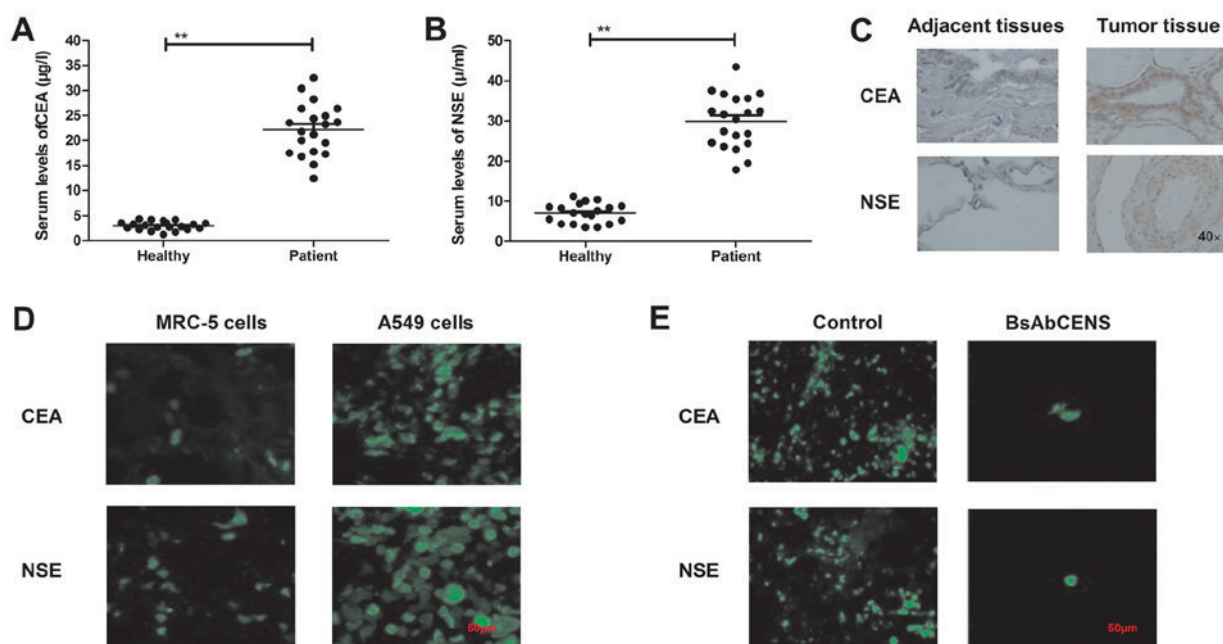 A
**
Serum levels ofCEA (µg/l)
40
35
30
25
20
15
10
5
0
Healthy
Patient
B
**
Serum levels of NSE (µ/ml)
50
40
30
20
10
0
Healthy
Patient
C
Adjacent tissues
Tumor tissue
CEA
NSE
40×
D
MRC-5 cells
A549 cells
CEA
NSE
50µm
E
Control
BsAbCENS
CEA
NSE
50µm